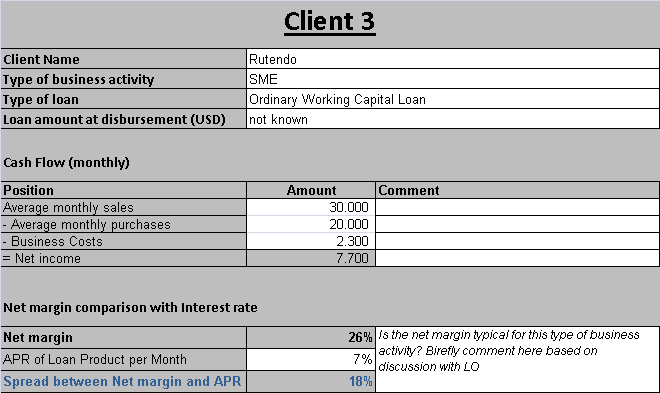 Client 3
Client Name Rutendo
Type of business activity SME
Type of loan Ordinary Working Capital Loan
Loan amount at disbursement (USD) not known
Cash Flow (monthly)
Position Amount Comment
Average monthly sales 30.000
- Average monthly purchases 20.000
- Business Costs 2.300
= Net income 7.700
Net margin comparison with Interest rate
Net margin 26% Is the net margin typical for this type of business
activity? Birefly comment here based on
APR of Loan Product per Month 7%
discussion with LO
Spread between Net margin and APR 18%